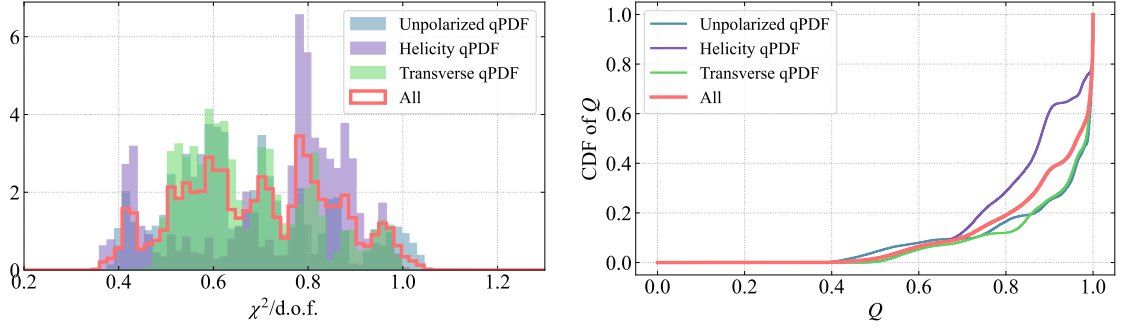 6
4
2
0
0.2 0.4 0.6 0.8 1.0 1.2
χ²/d.o.f.
Unpolarized qPDF
Helicity qPDF
Transverse qPDF
All
CDF of Q
1.0
0.8
0.6
0.4
0.2
0.0
0.0 0.2 0.4 0.6 0.8 1.0
Q
Unpolarized qPDF
Helicity qPDF
Transverse qPDF
All